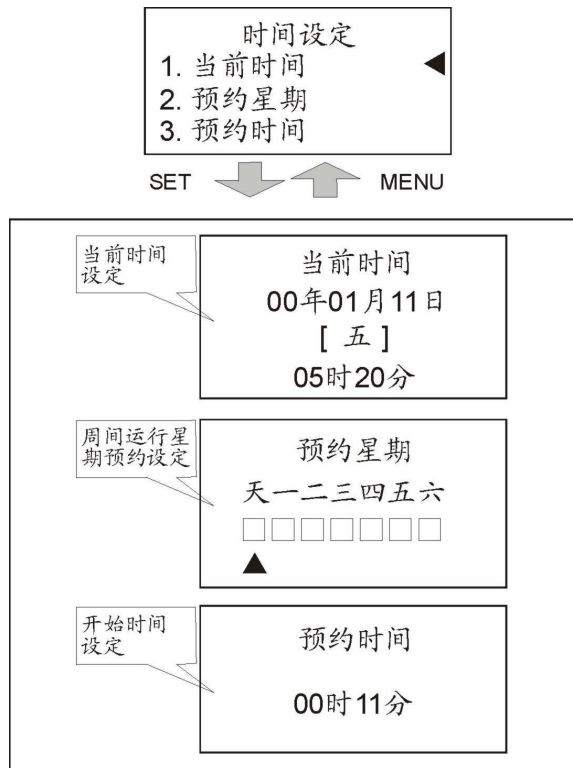 时间设定
1. 当前时间
2. 预约星期
3. 预约时间
SET MENU
当前时间
设定
当前时间
00年01月11日
[ 五 ]
05时20分
周间运行星
期预约设定
预约星期
天一二三四五六
开始时间
设定
预约时间
00时11分